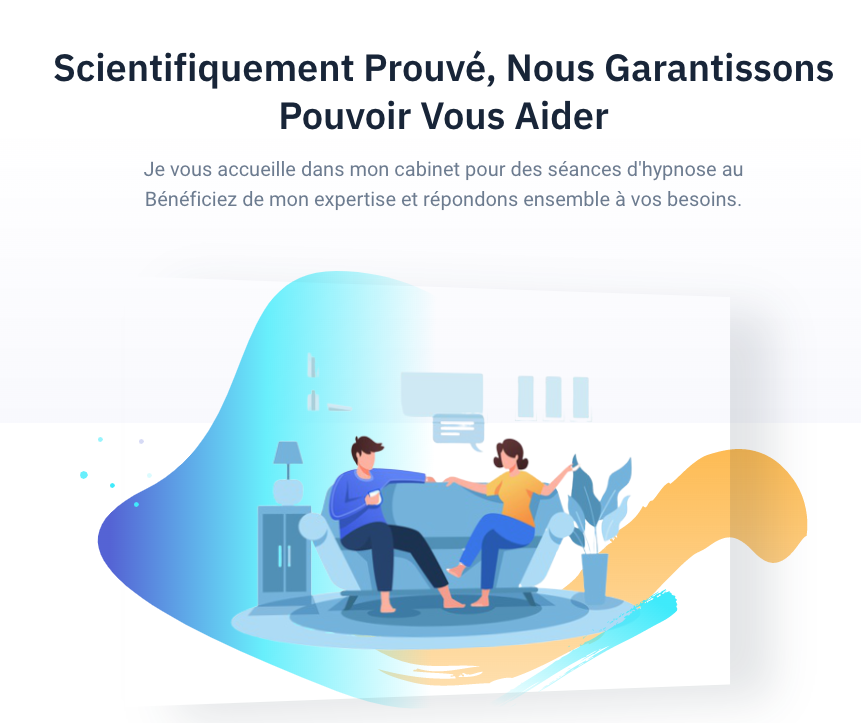 Scientifiquement Prouvé, Nous Garantissons
Pouvoir Vous Aider
Je vous accueille dans mon cabinet pour des séances d'hypnose au
Bénéficiez de mon expertise et répondons ensemble à vos besoins.